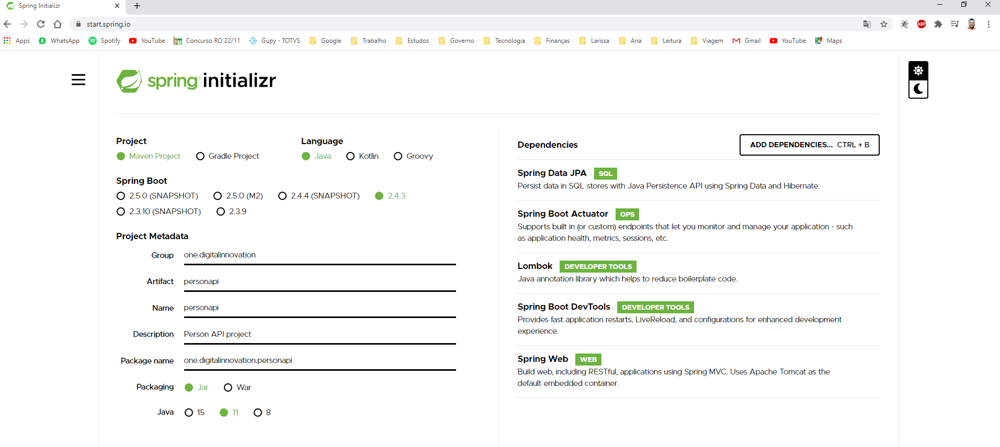 Spring Initializr
start.spring.io
ABP
Apps 8 WhatsApp Spotify YouTube Concurso RO 22/11 Gupy - TOTVS Google Trabalho Estudos Governo Tecnologia Finanças Larissa Ana Leitura Viagem Gmail YouTube Maps
spring initializr
Project
Maven Project Gradle Project
Language
Java Kotlin Groovy
Spring Boot
2.5.0 (SNAPSHOT) 2.5.0 (M2) 2.4.4 (SNAPSHOT) 2.4.3
2.3.10 (SNAPSHOT) 2.3.9
Project Metadata
Group one.digitalinnovation
Artifact personapi
Name personapi
Description Person API project
Package name one.digitalinnovation.personapi
Packaging Jar War
Java 15 11 8
Dependencies ADD DEPENDENCIES... CTRL + B
Spring Data JPA SQL
Persist data in SQL stores with Java Persistence API using Spring Data and Hibernate.
Spring Boot Actuator OPS
Supports built in (or custom) endpoints that let you monitor and manage your application - such
as application health, metrics, sessions, etc.
Lombok DEVELOPER TOOLS
Java annotation library which helps to reduce boilerplate code.
Spring Boot DevTools DEVELOPER TOOLS
Provides fast application restarts, LiveReload, and configurations for enhanced development
experience.
Spring Web WEB
Build web, including RESTful, applications using Spring MVC. Uses Apache Tomcat as the
default embedded container.